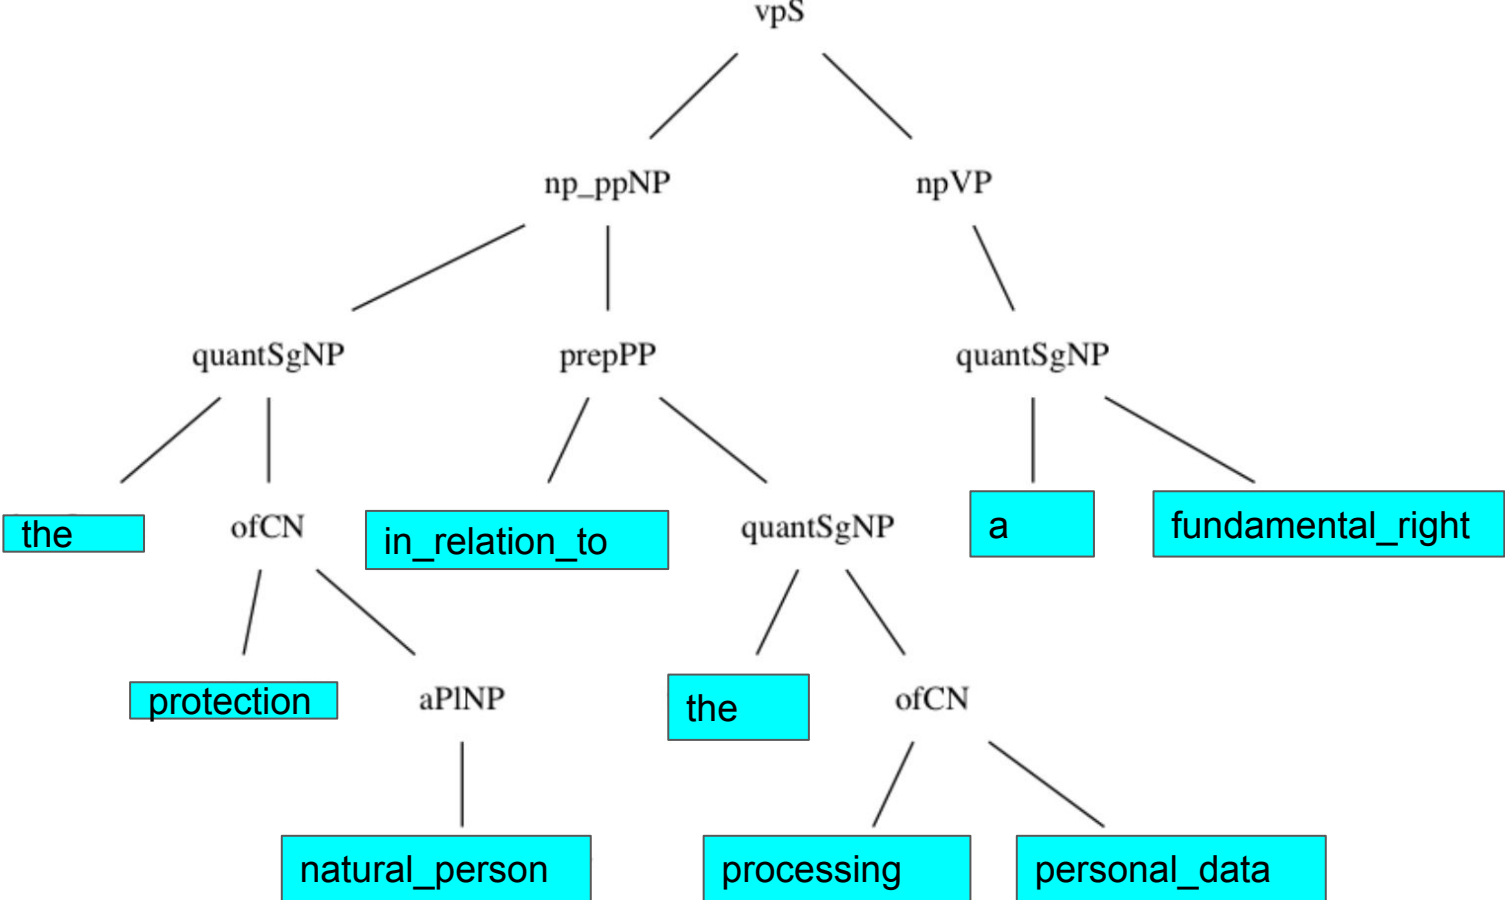 vpS
np_ppNP npVP
quantSgNP prepPP quantSgNP
the ofCN in_relation_to quantSgNP a fundamental_right
protection aPlNP the ofCN
natural_person processing personal_data